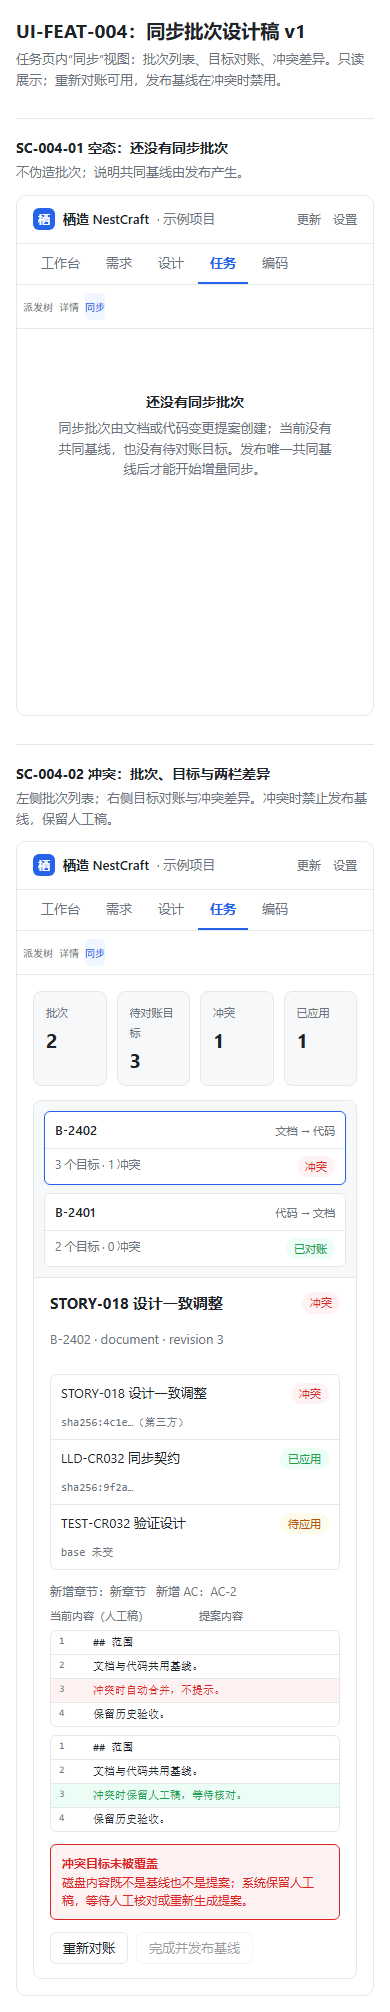 UI-FEAT-004：同步批次设计稿 v1
任务页内“同步”视图：批次列表、目标对账、冲突差异。只读
展示；重新对账可用，发布基线在冲突时禁用。
SC-004-01 空态：还没有同步批次
不伪造批次；说明共同基线由发布产生。
栖 栖造 NestCraft · 示例项目 更新 设置
工作台 需求 设计 任务 编码
派发树 详情 同步
还没有同步批次
同步批次由文档或代码变更提案创建；当前没有
共同基线，也没有待对账目标。发布唯一共同基
线后才能开始增量同步。
SC-004-02 冲突：批次、目标与两栏差异
左侧批次列表；右侧目标对账与冲突差异。冲突时禁止发布基
线，保留人工稿。
栖 栖造 NestCraft · 示例项目 更新 设置
工作台 需求 设计 任务 编码
派发树 详情 同步
批次
2
待对账目
标
3
冲突
1
已应用
1
B-2402 文档 → 代码
3 个目标 · 1 冲突 冲突
B-2401 代码 → 文档
2 个目标 · 0 冲突 已对账
STORY-018 设计一致调整 冲突
B-2402 · document · revision 3
STORY-018 设计一致调整 冲突
sha256:4c1e…（第三方）
LLD-CR032 同步契约 已应用
sha256:9f2a…
TEST-CR032 验证设计 待应用
base 未变
新增章节：新章节 新增 AC：AC-2
当前内容（人工稿） 提案内容
1 ## 范围
2 文档与代码共用基线。
3 冲突时自动合并，不提示。
4 保留历史验收。
1 ## 范围
2 文档与代码共用基线。
3 冲突时保留人工稿，等待核对。
4 保留历史验收。
冲突目标未被覆盖
磁盘内容既不是基线也不是提案；系统保留人工
稿，等待人工核对或重新生成提案。
重新对账 完成并发布基线